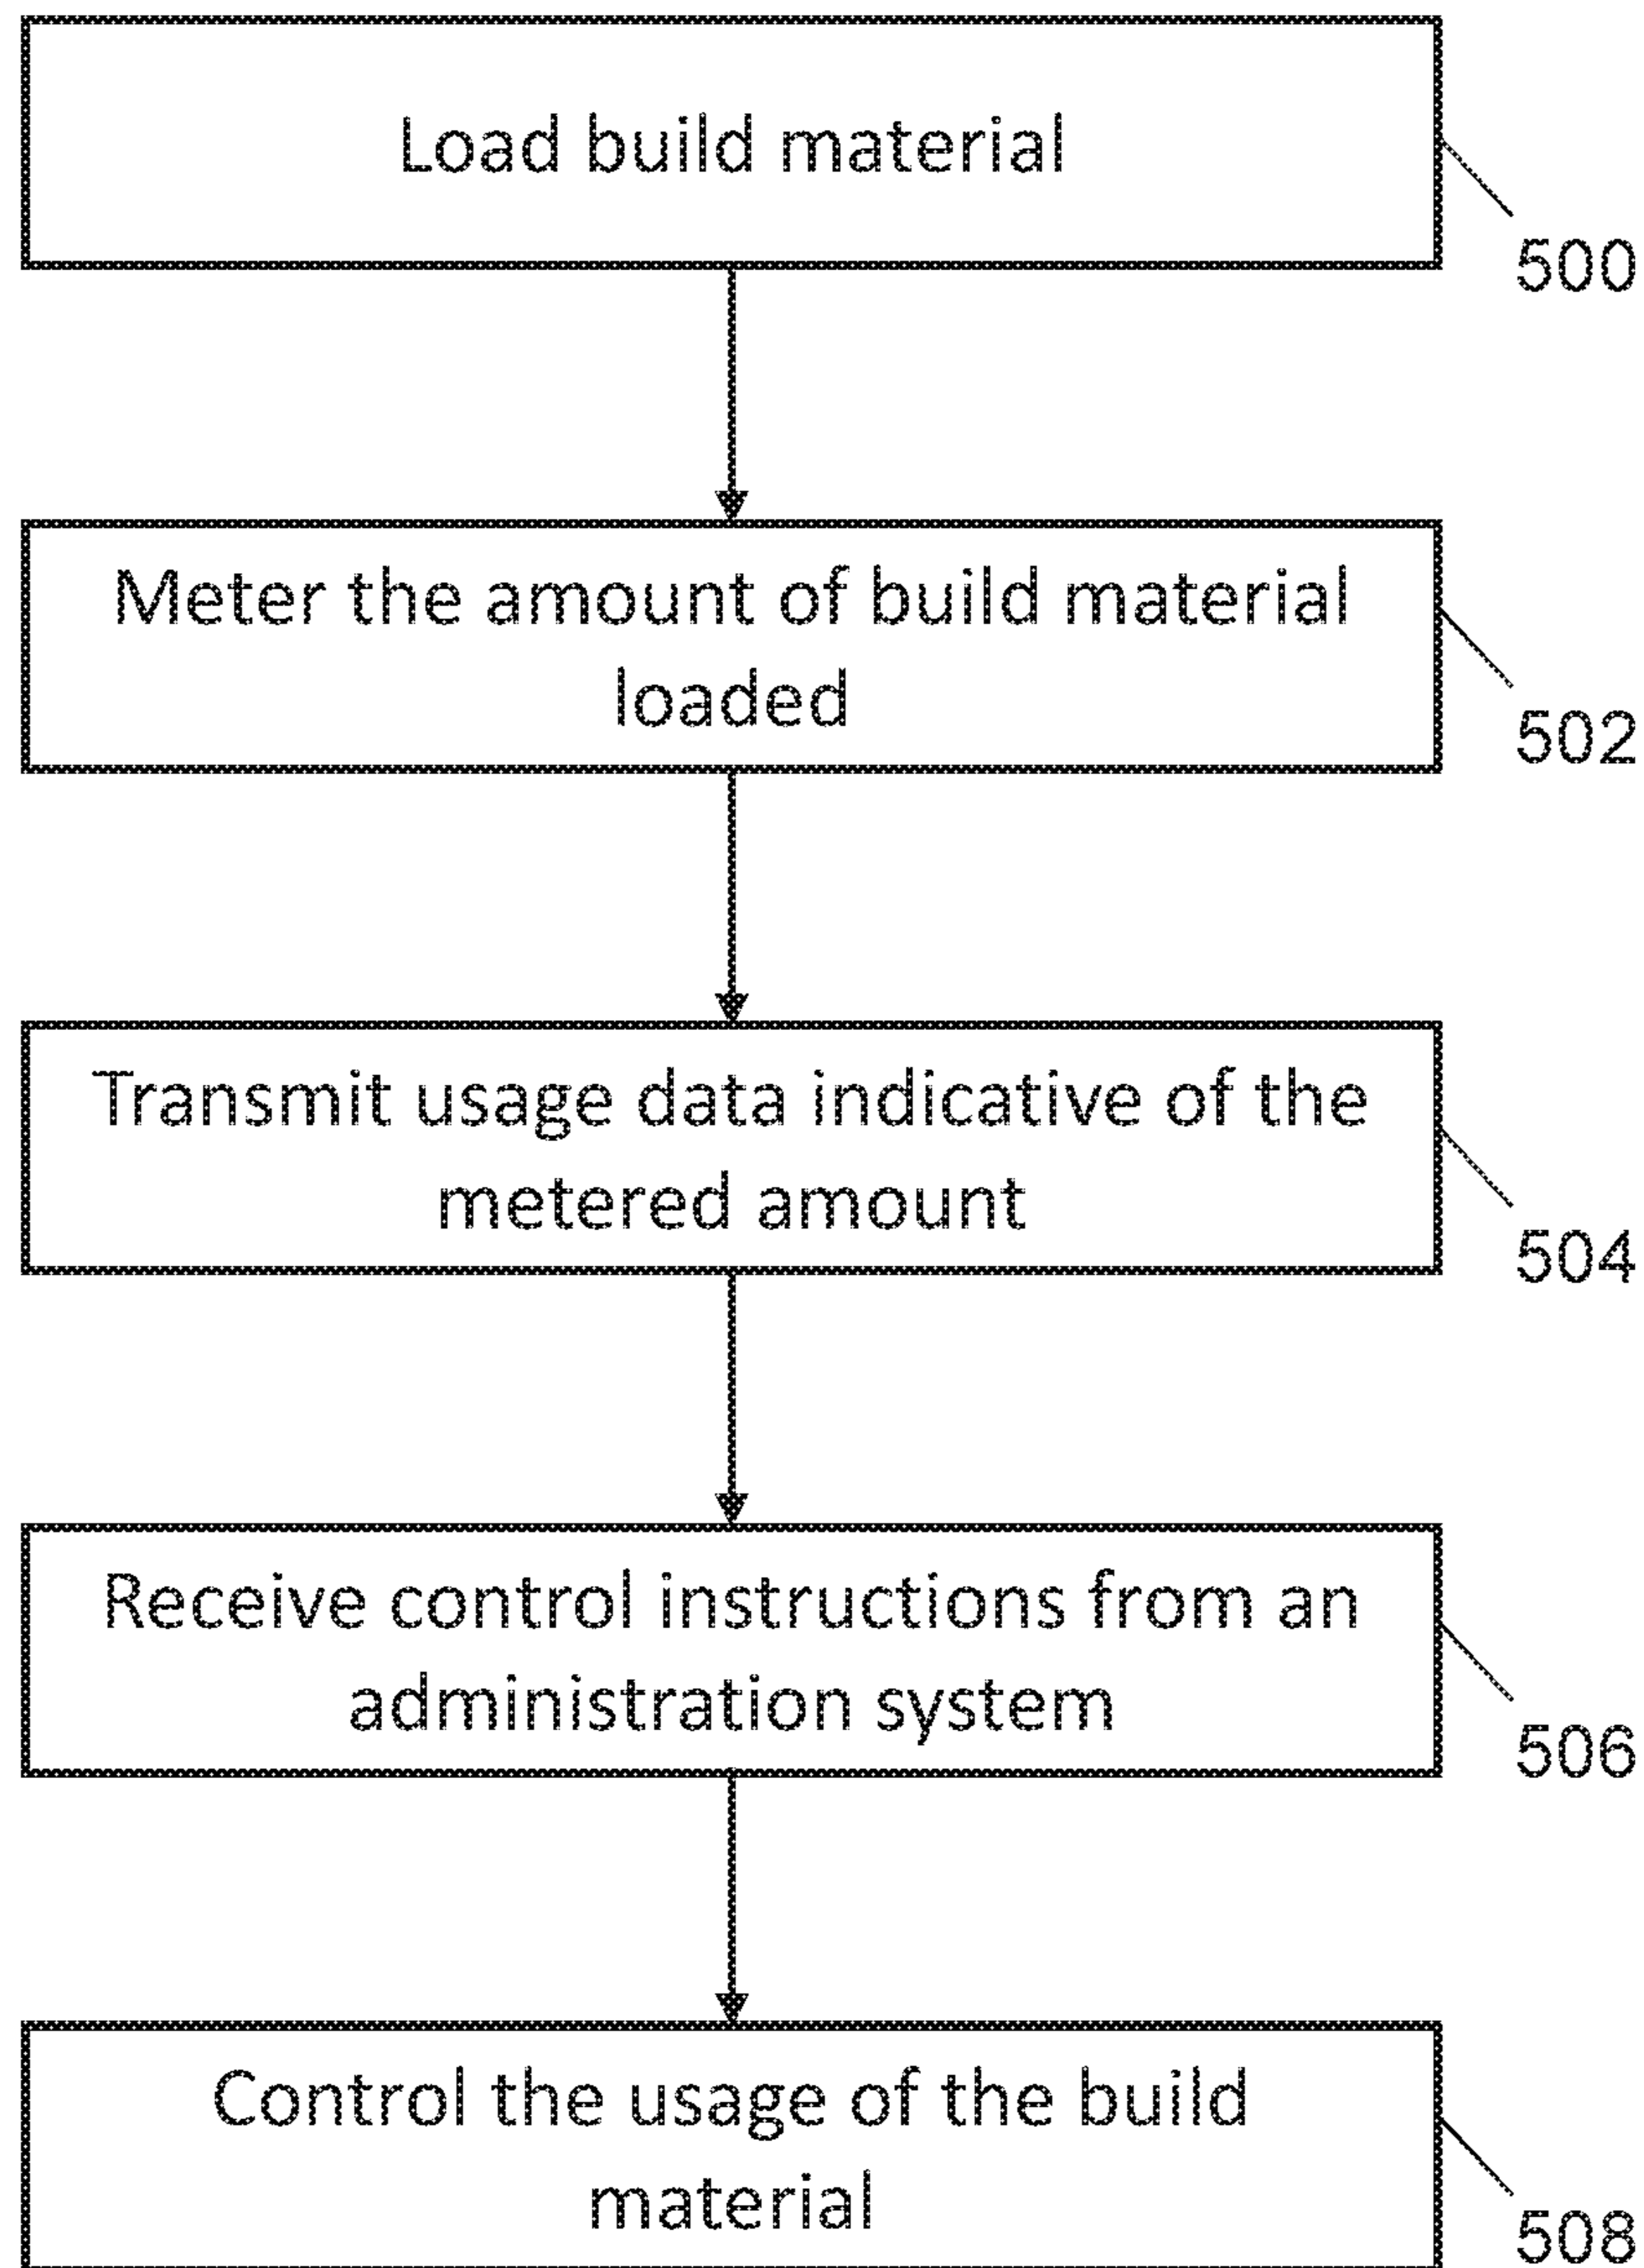 Load build material
500
Meter the amount of build material
loaded
502
Transmit usage data indicative of the
metered amount
504
Receive control instructions from an
administration system
506
Control the usage of the build
material
508